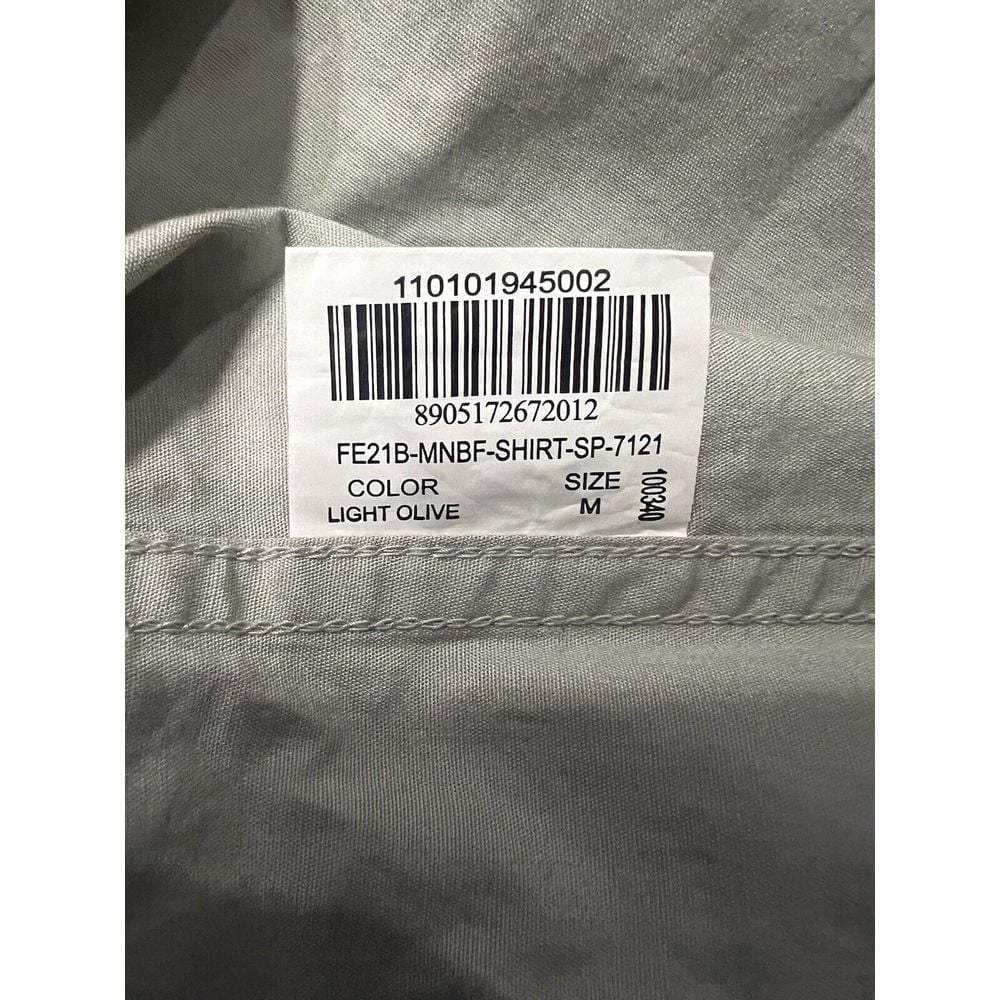 110101945002
8905172672012
FE21B-MNBF-SHIRT-SP-7121
COLOR SIZE
LIGHT OLIVE M
100340